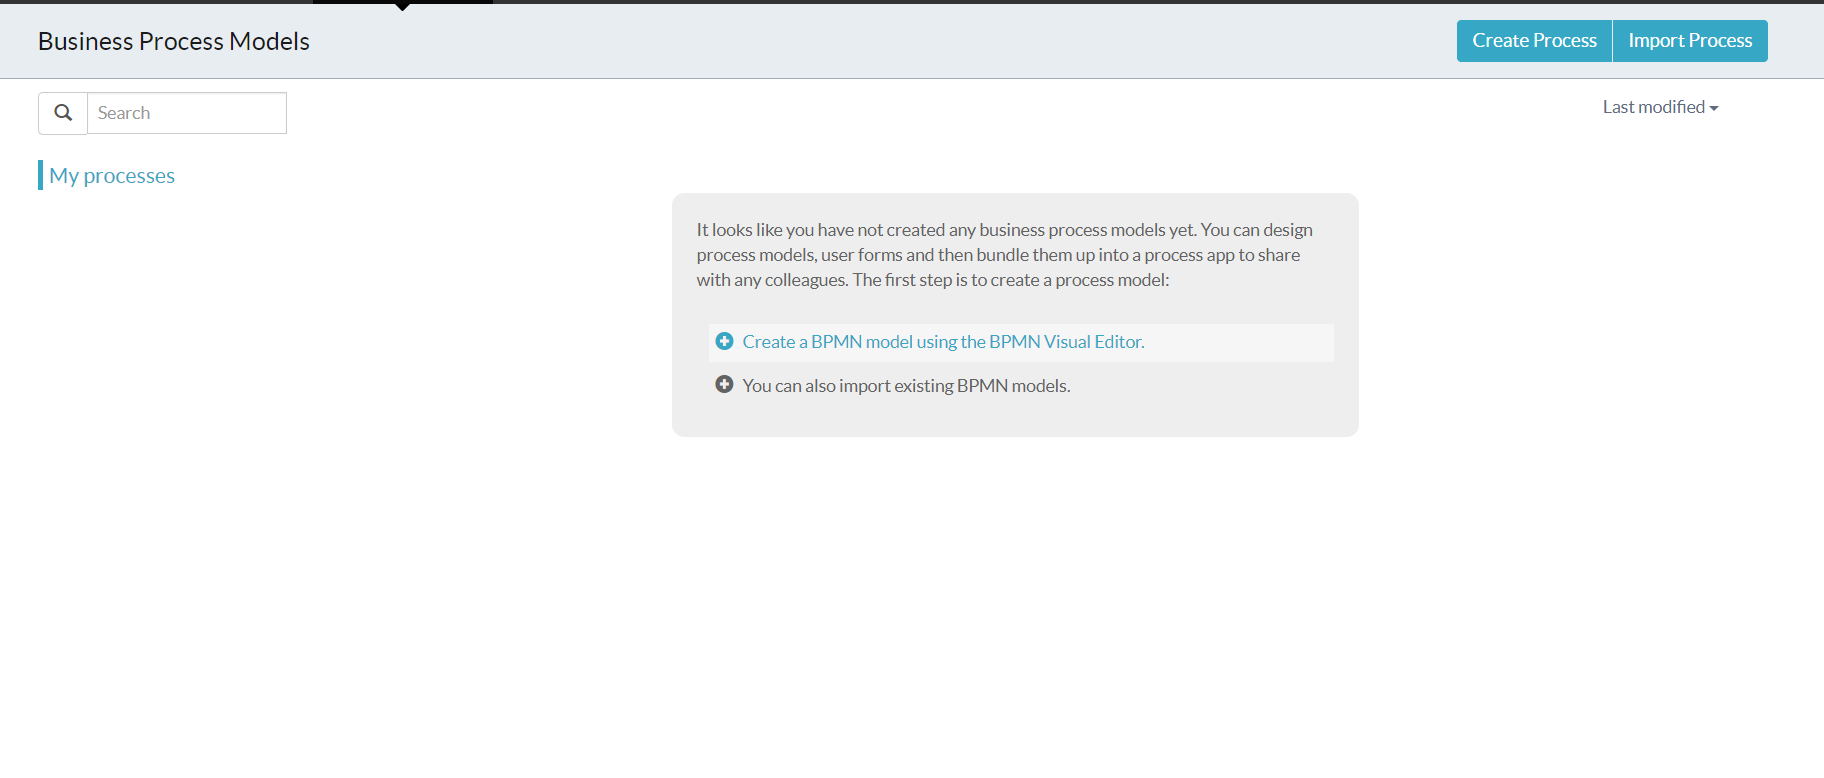 Business Process Models
Create Process
Import Process
Search
Last modified
My processes
It looks like you have not created any business process models yet. You can design
process models, user forms and then bundle them up into a process app to share
with any colleagues. The first step is to create a process model:
Create a BPMN model using the BPMN Visual Editor.
You can also import existing BPMN models.